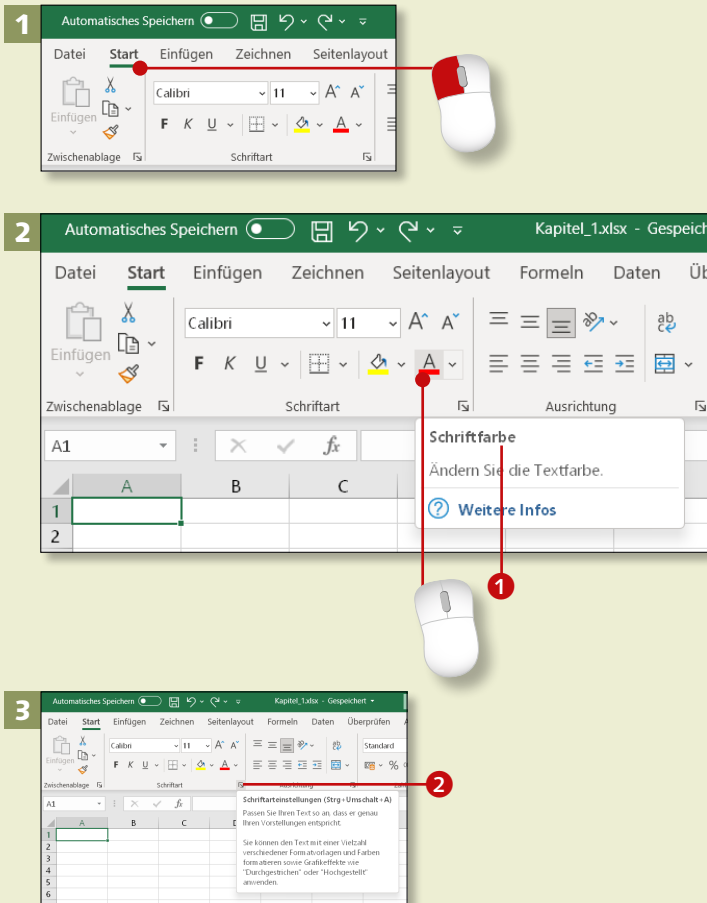 1
Automatisches Speichern
Datei Start Einfügen Zeichnen Seitenlayout
Calibri 11 A A
Einfügen
F K U A
Zwischenablage Schriftart
2
Automatisches Speichern Kapitel_1.xlsx - Gespeich
Datei Start Einfügen Zeichnen Seitenlayout Formeln Daten Üb
Calibri 11 A A ab
Einfügen c
F K U A
Zwischenablage Schriftart Ausrichtung
A1 fx
Schriftfarbe
Ändern Sie die Textfarbe.
A B C
1
? Weitere Infos
2
1
3
Automatisches Speichern Kapitel_1.xlsx - Gespeichert
Datei Start Einfügen Zeichnen Seitenlayout Formeln Daten Überprüfen A
Calibri 11 A A Standard
Einfügen
F K U A %
Zwischenablage Schriftart
2
A1 fx
Schriftarteinstellungen (Strg+Umschalt+A)
Passen Sie Ihren Text so an, dass er genau
Ihren Vorstellungen entspricht.
Sie können den Text mit einer Vielzahl
verschiedener Formatvorlagen und Farben
formatieren sowie Grafikeffekte wie
"Durchgestrichen" oder "Hochgestellt"
anwenden.
A B C
1
2
3
4
5
6